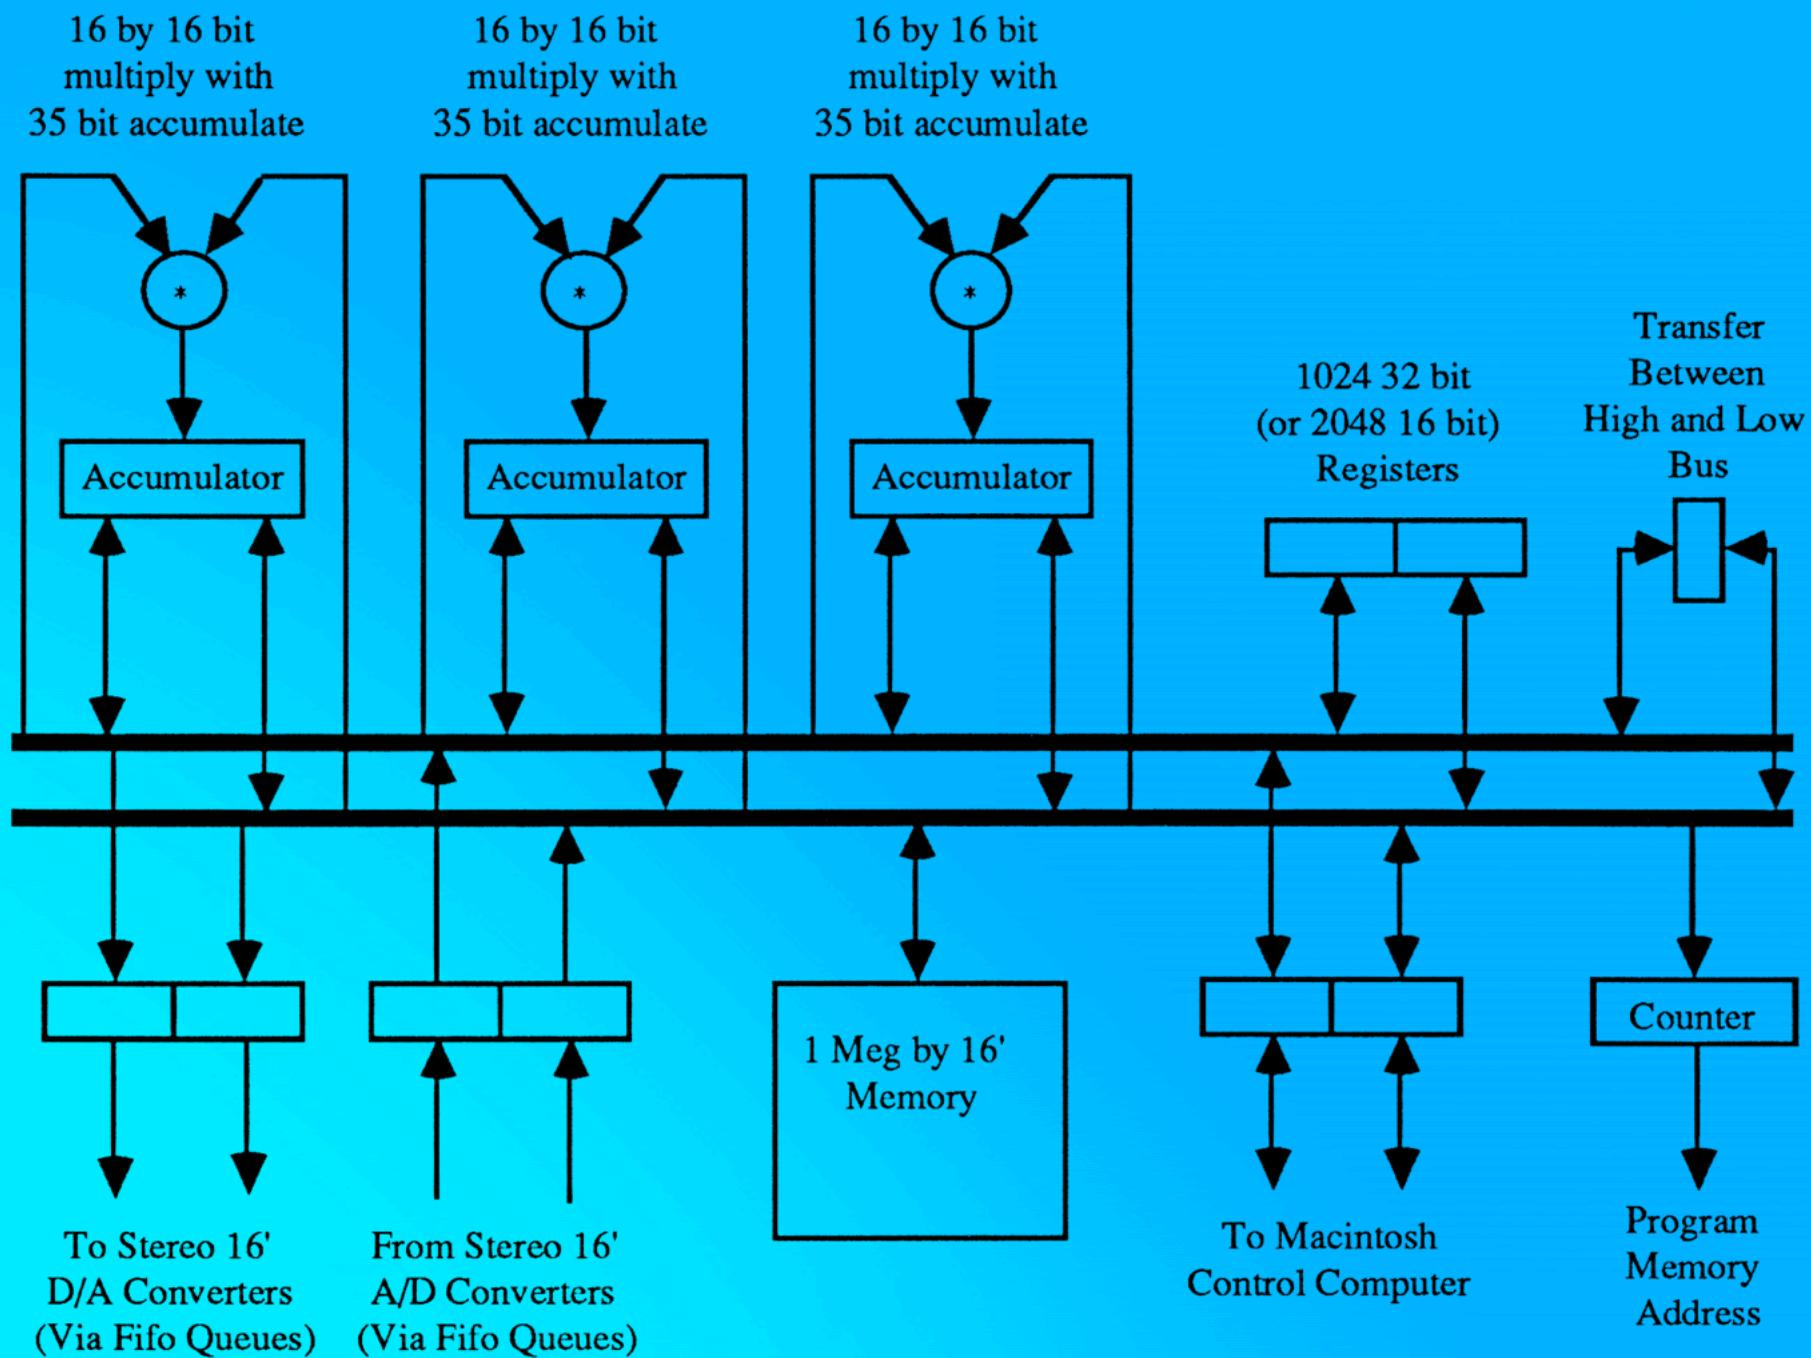 16 by 16 bit
multiply with
35 bit accumulate
16 by 16 bit
multiply with
35 bit accumulate
16 by 16 bit
multiply with
35 bit accumulate
*
*
*
Accumulator
Accumulator
Accumulator
1024 32 bit
(or 2048 16 bit)
Registers
Transfer
Between
High and Low
Bus
1 Meg by 16'
Memory
Counter
To Stereo 16'
D/A Converters
(Via Fifo Queues)
From Stereo 16'
A/D Converters
(Via Fifo Queues)
To Macintosh
Control Computer
Program
Memory
Address